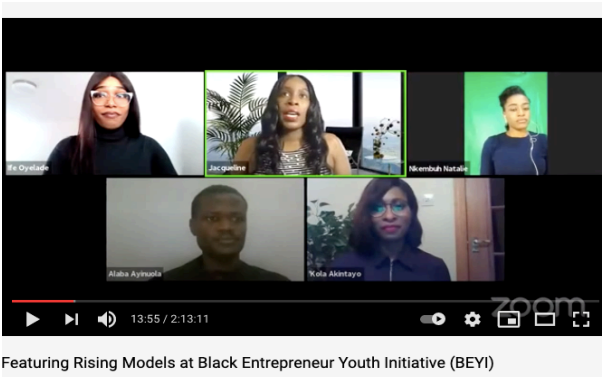 Ife Oyelade
Jacqueline
Nkembuh Natalie
Alaba Ayinuola
'Kola Akintayo
zoom
13:55 / 2:13:11
Featuring Rising Models at Black Entrepreneur Youth Initiative (BEYI)